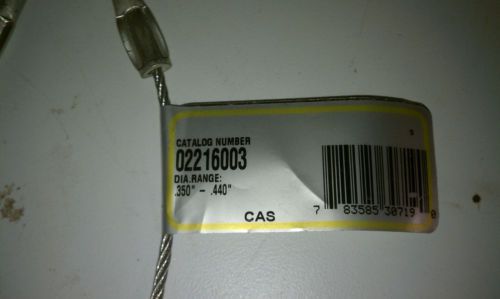 S
CATALOG NUMBER
02216003
DIA.RANGE:
.350" - .440"
CAS
7 83585 30719 0